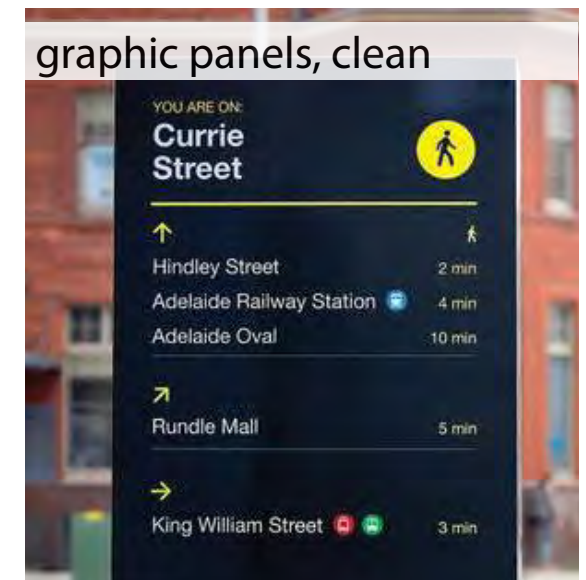 graphic panels, clean
YOU ARE ON:
Currie
Street
Hindley Street 2 min
Adelaide Railway Station 4 min
Adelaide Oval 10 min
Rundle Mall 5 min
King William Street 3 min